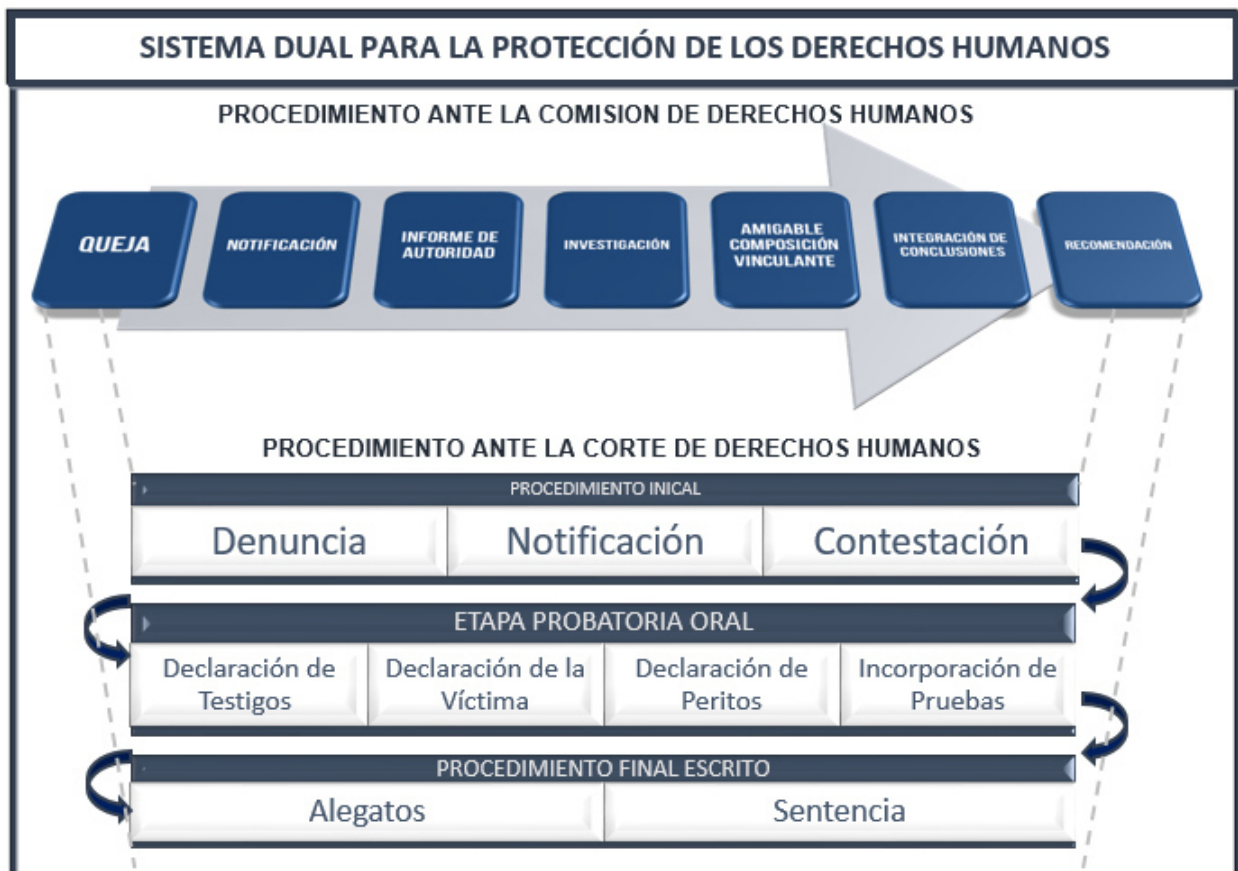 SISTEMA DUAL PARA LA PROTECCIÓN DE LOS DERECHOS HUMANOS
PROCEDIMIENTO ANTE LA COMISION DE DERECHOS HUMANOS
QUEJA
NOTIFICACIÓN
INFORME DE
AUTORIDAD
INVESTIGACIÓN
AMIGABLE
COMPOSICIÓN
VINCULANTE
INTEGRACIÓN DE
CONCLUSIONES
RECOMENDACIÓN
PROCEDIMIENTO ANTE LA CORTE DE DERECHOS HUMANOS
PROCEDIMIENTO INICAL
Denuncia
Notificación
Contestación
ETAPA PROBATORIA ORAL
Declaración de
Testigos
Declaración de la
Víctima
Declaración de
Peritos
Incorporación de
Pruebas
PROCEDIMIENTO FINAL ESCRITO
Alegatos
Sentencia